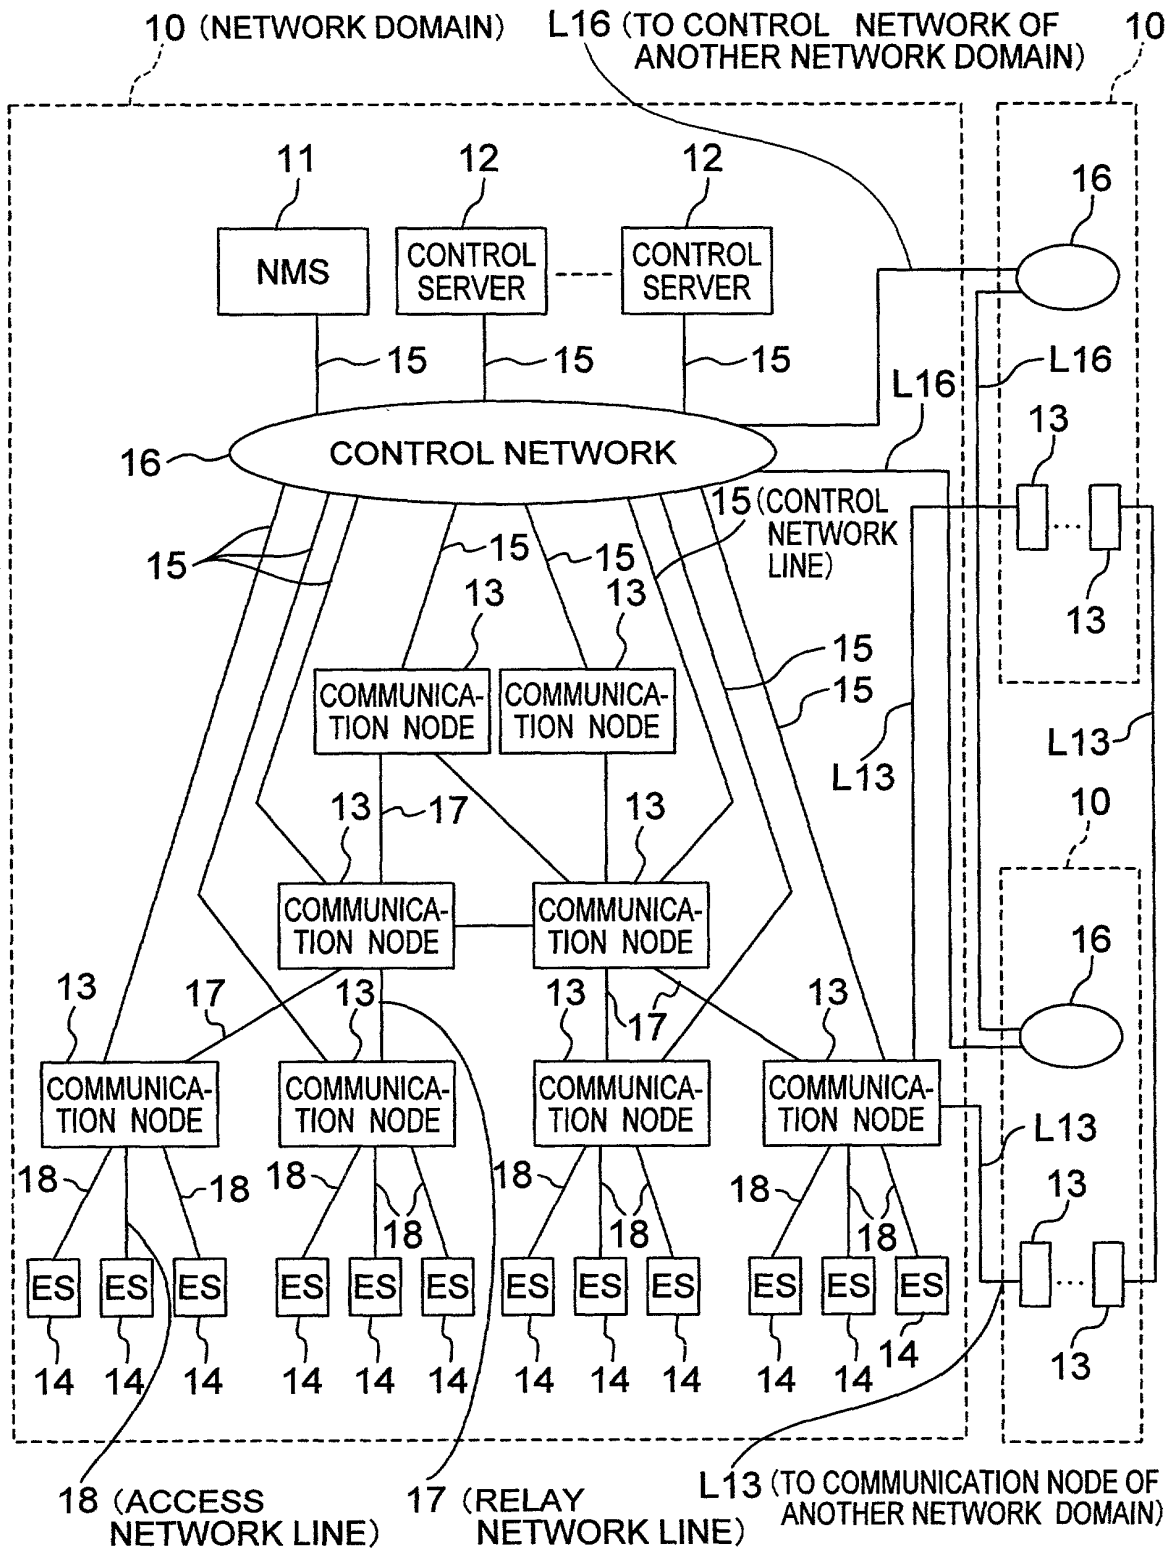 10 (NETWORK DOMAIN)
L16 (TO CONTROL NETWORK OF
ANOTHER NETWORK DOMAIN)
10
11
12
12
16
NMS
CONTROL
SERVER
CONTROL
SERVER
15
15
15
L16
L16
16
CONTROL NETWORK
13
15 (CONTROL
NETWORK
LINE)
15
15
15
13
13
13
15
15
COMMUNICA-
TION NODE
COMMUNICA-
TION NODE
L13
L13
13
17
13
10
COMMUNICA-
TION NODE
COMMUNICA-
TION NODE
16
13
17
13
13
17
13
COMMUNICA-
TION NODE
COMMUNICA-
TION NODE
COMMUNICA-
TION NODE
COMMUNICA-
TION NODE
L13
18
18
18
18
18
18
18
18
13
ES
ES
ES
ES
ES
ES
ES
ES
ES
ES
ES
ES
14
14
14
14
14
14
14
14
14
14
14
14
13
18 (ACCESS
NETWORK LINE)
17 (RELAY
NETWORK LINE)
L13 (TO COMMUNICATION NODE OF
ANOTHER NETWORK DOMAIN)